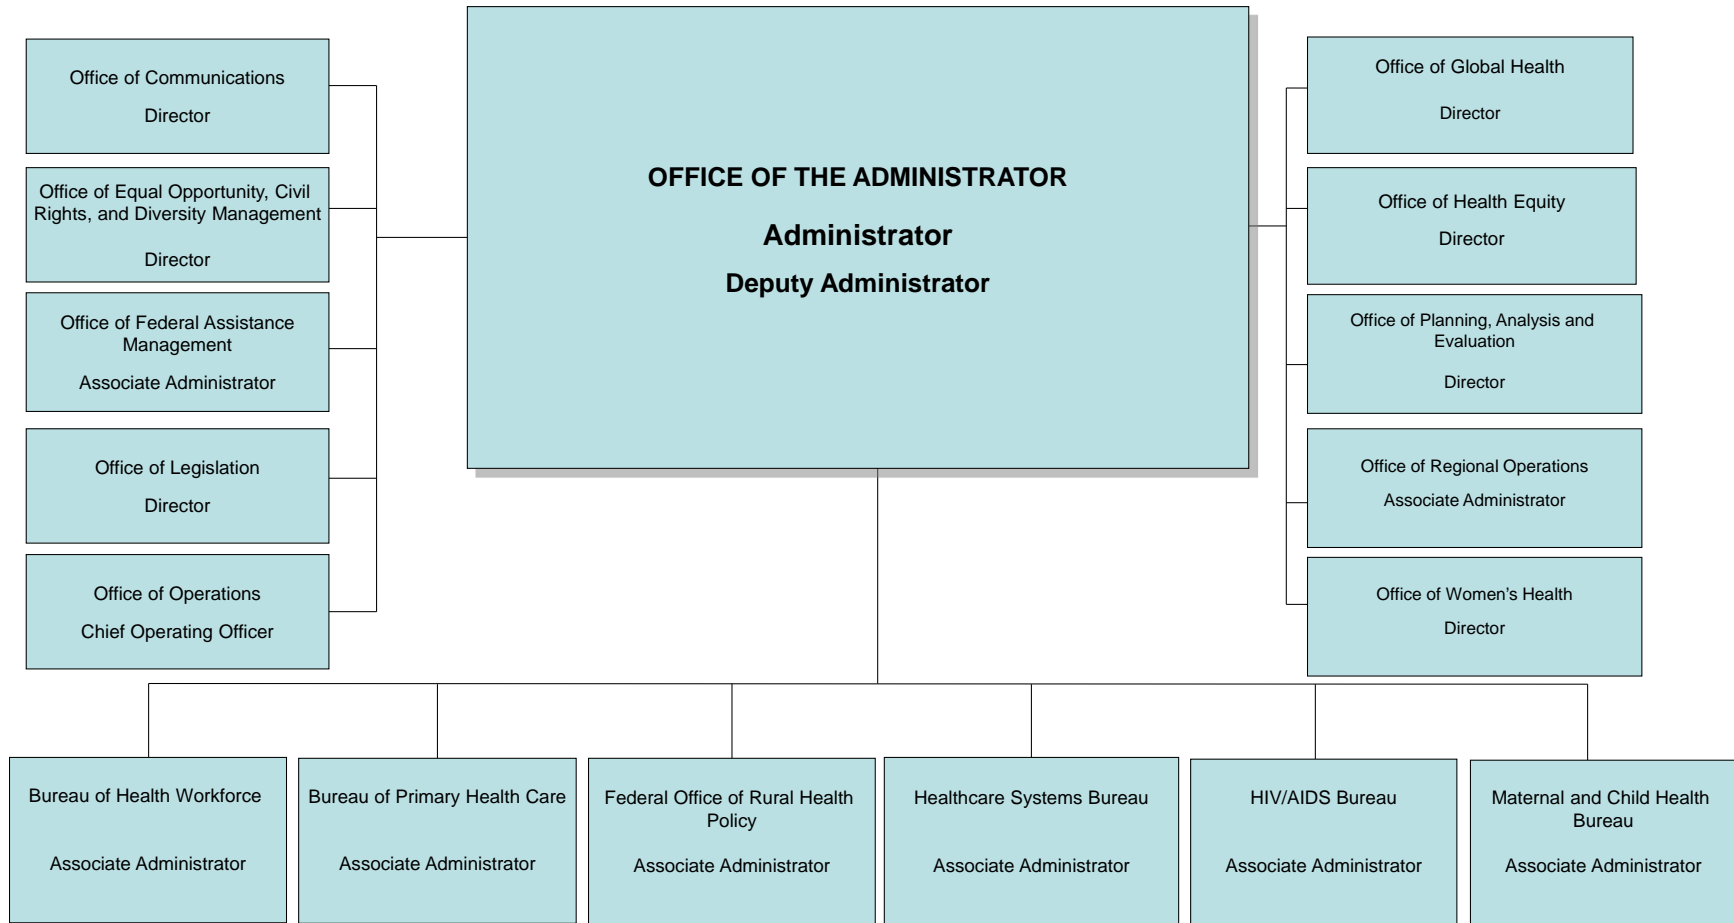 Office of Communications
Director
Office of Equal Opportunity, Civil
Rights, and Diversity Management
Director
Office of Federal Assistance
Management
Associate Administrator
Office of Legislation
Director
Office of Operations
Chief Operating Officer
OFFICE OF THE ADMINISTRATOR
Administrator
Deputy Administrator
Office of Global Health
Director
Office of Health Equity
Director
Office of Planning, Analysis and
Evaluation
Director
Office of Regional Operations
Associate Administrator
Office of Women’s Health
Director
Bureau of Health Workforce
Associate Administrator
Bureau of Primary Health Care
Associate Administrator
Federal Office of Rural Health
Policy
Associate Administrator
Healthcare Systems Bureau
Associate Administrator
HIV/AIDS Bureau
Associate Administrator
Maternal and Child Health
Bureau
Associate Administrator